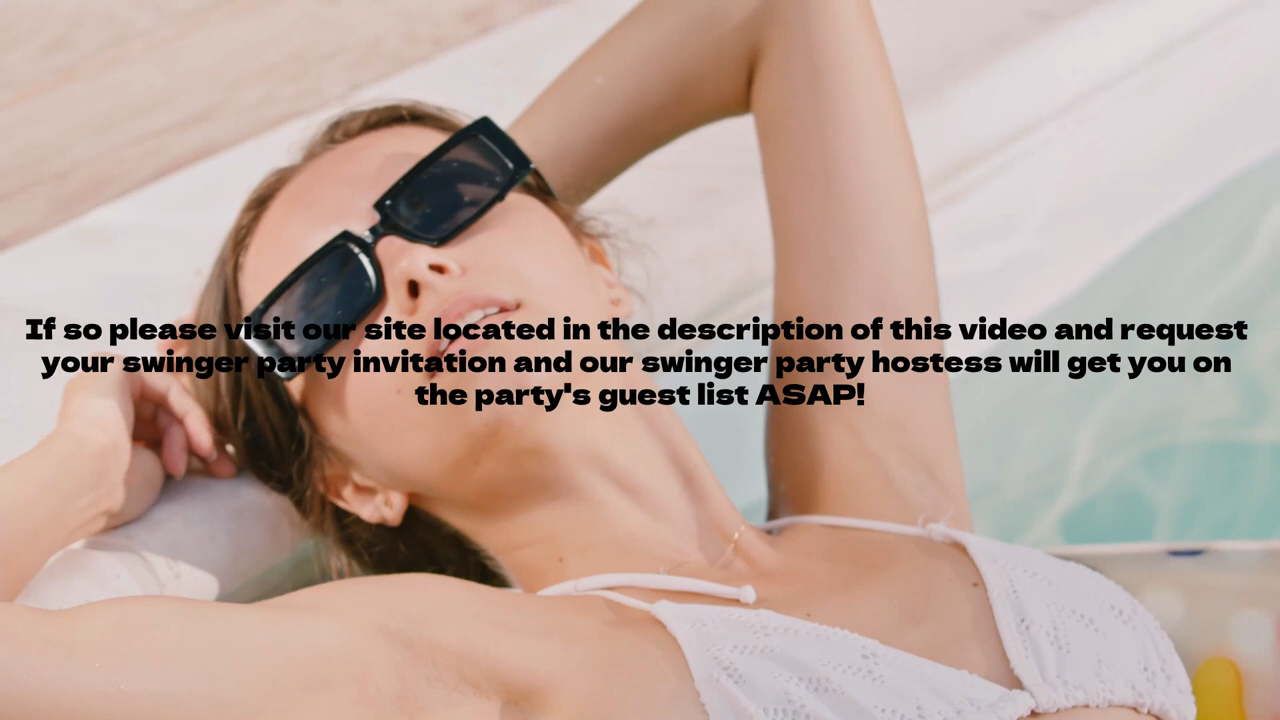 If so please visit our site located in the description of this video and request
your swinger party invitation and our swinger party hostess will get you on
the party's guest list ASAP!